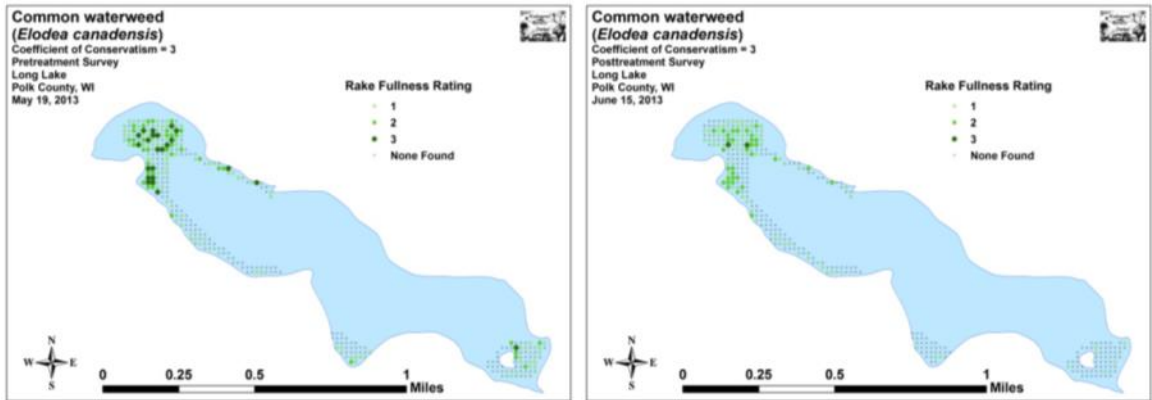 Common waterweed
(Elodea canadensis)
Coefficient of Conservatism = 3
Pretreatment Survey
Long Lake
Polk County, WI
May 19, 2013
Rake Fullness Rating
1
2
3
None Found
N
W E
S
0 0.25 0.5 1
Miles
Common waterweed
(Elodea canadensis)
Coefficient of Conservatism = 3
Posttreatment Survey
Long Lake
Polk County, WI
June 15, 2013
Rake Fullness Rating
1
2
3
None Found
N
W E
S
0 0.25 0.5 1
Miles